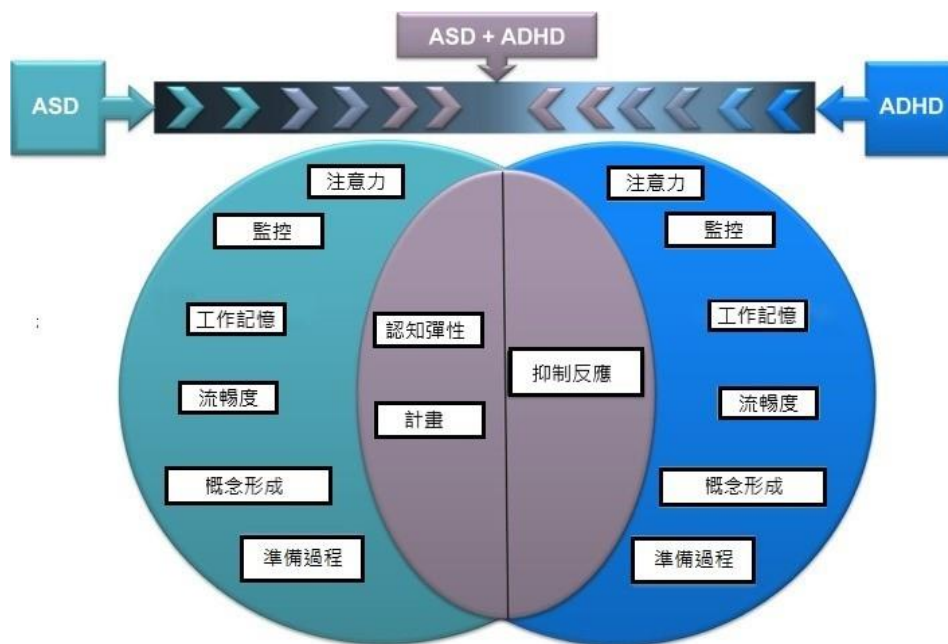 ASD + ADHD
ASD
ADHD
注意力
注意力
監控
監控
工作記憶
工作記憶
認知彈性
抑制反應
流暢度
計畫
流暢度
概念形成
概念形成
準備過程
準備過程
;